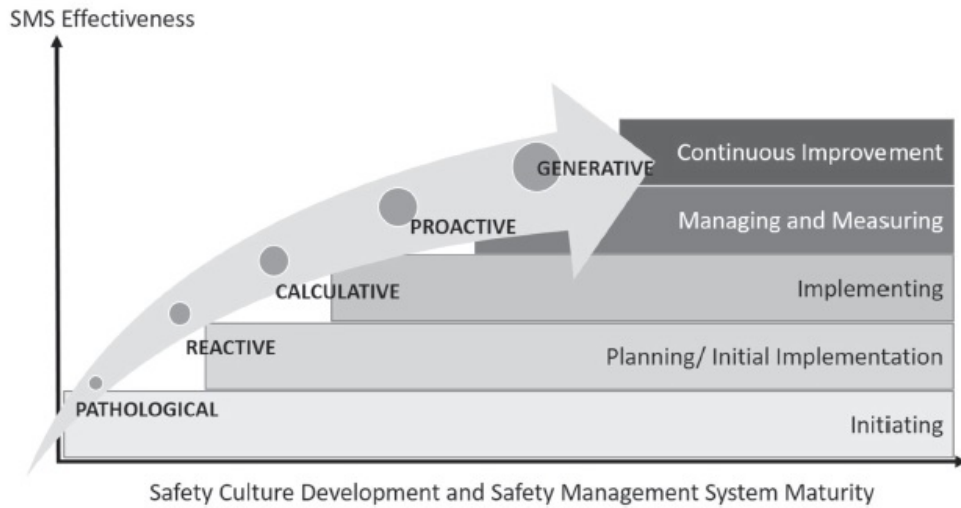 SMS Effectiveness
Continuous Improvement
GENERATIVE
Managing and Measuring
PROACTIVE
Implementing
CALCULATIVE
Planning/ Initial Implementation
REACTIVE
Initiating
PATHOLOGICAL
Safety Culture Development and Safety Management System Maturity